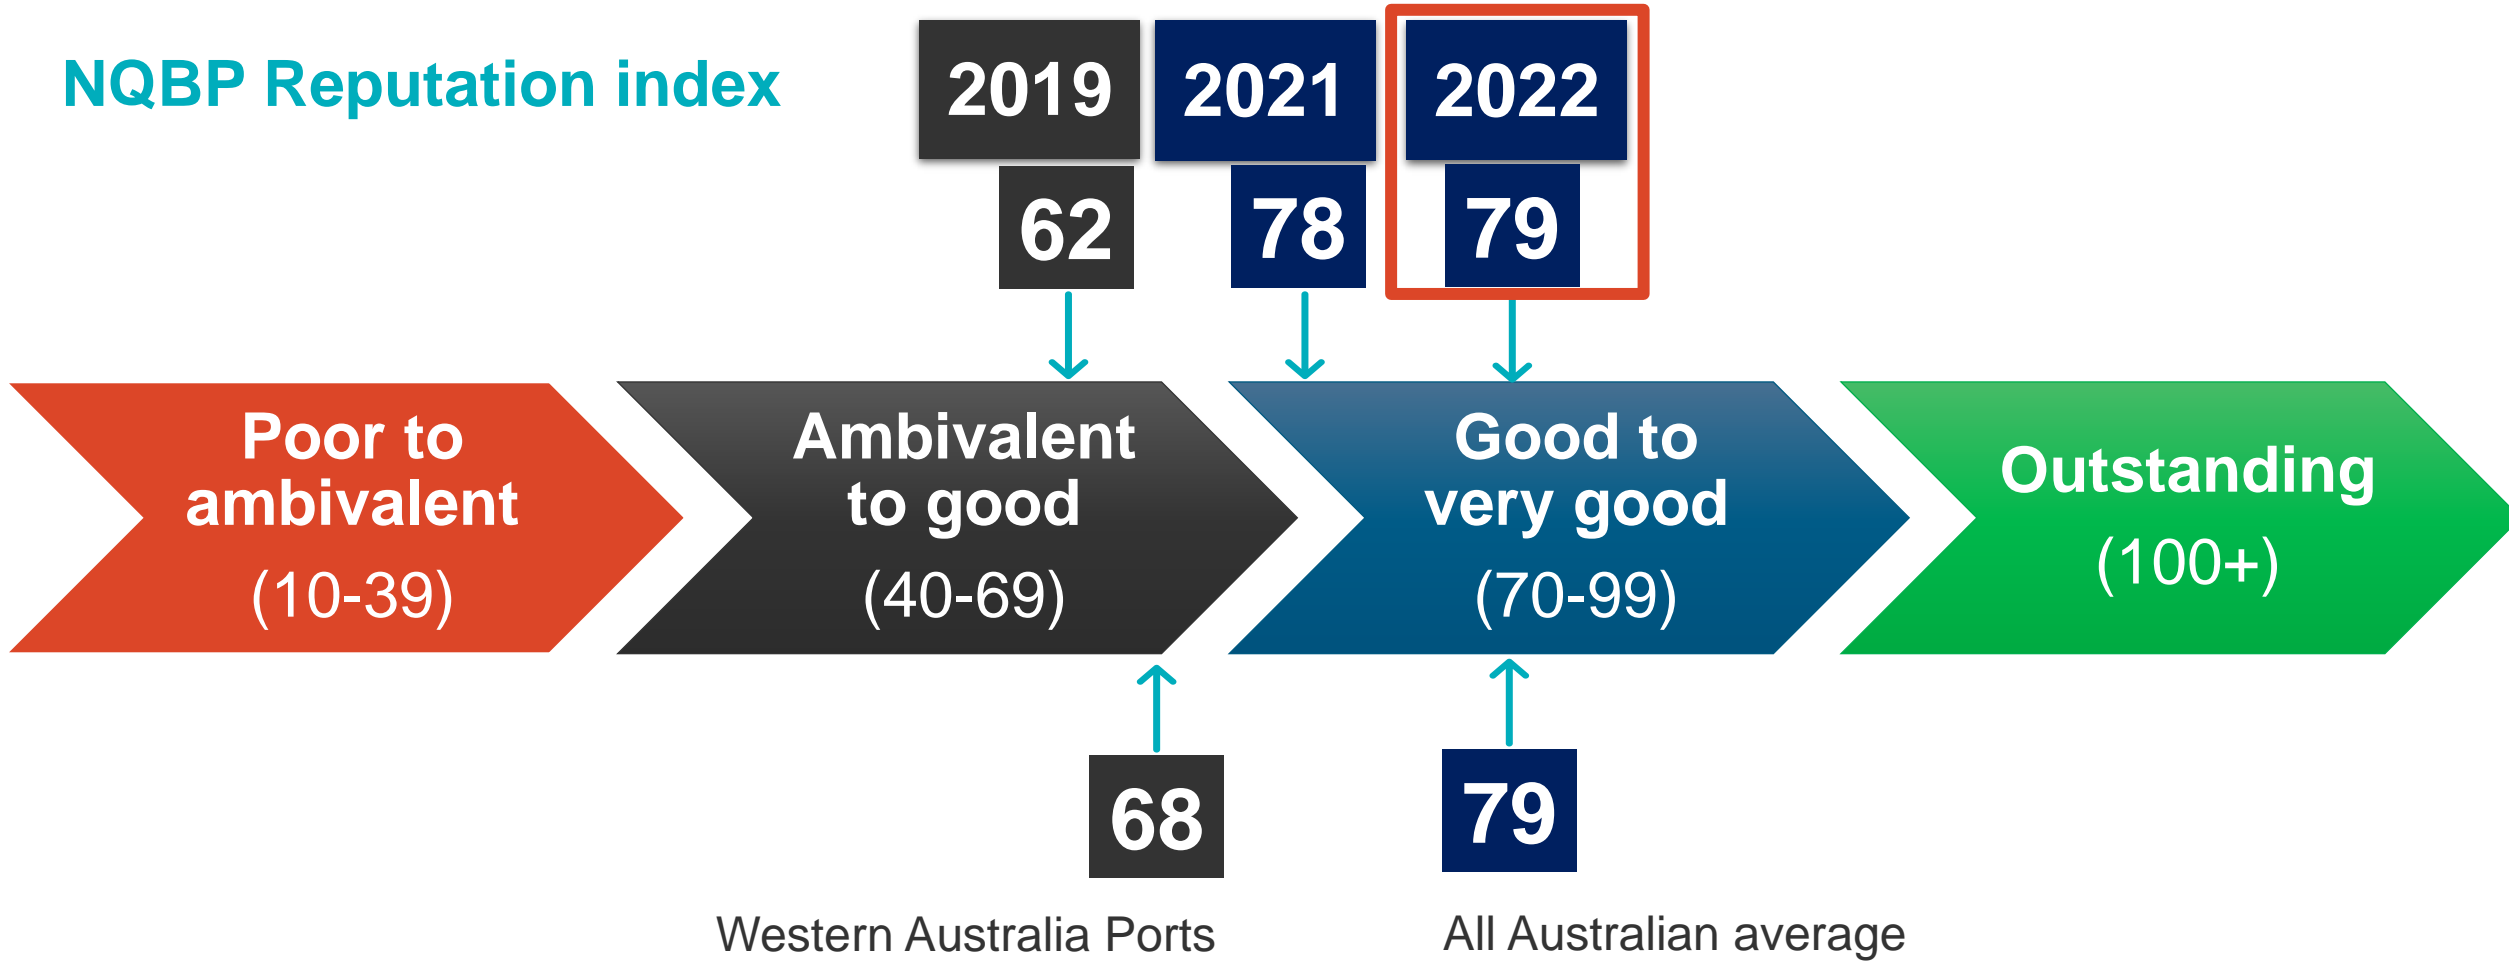 NQBP Reputation index
2019
2021
2022
62
78
79
Poor to
ambivalent
(10-39)
Ambivalent
to good
(40-69)
Good to
very good
(70-99)
Outstanding
(100+)
68
79
Western Australia Ports
All Australian average